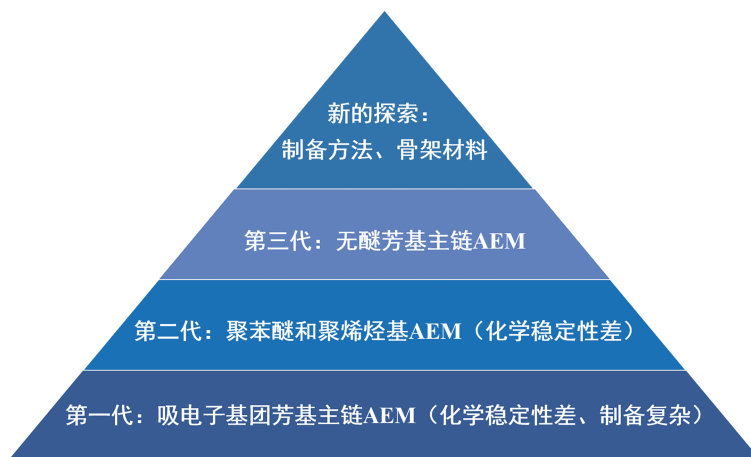 新的探索：
制备方法、骨架材料
第三代：无醚芳基主链AEM
第二代：聚苯醚和聚烯烃基AEM（化学稳定性差）
第一代：吸电子基团芳基主链AEM（化学稳定性差、制备复杂）